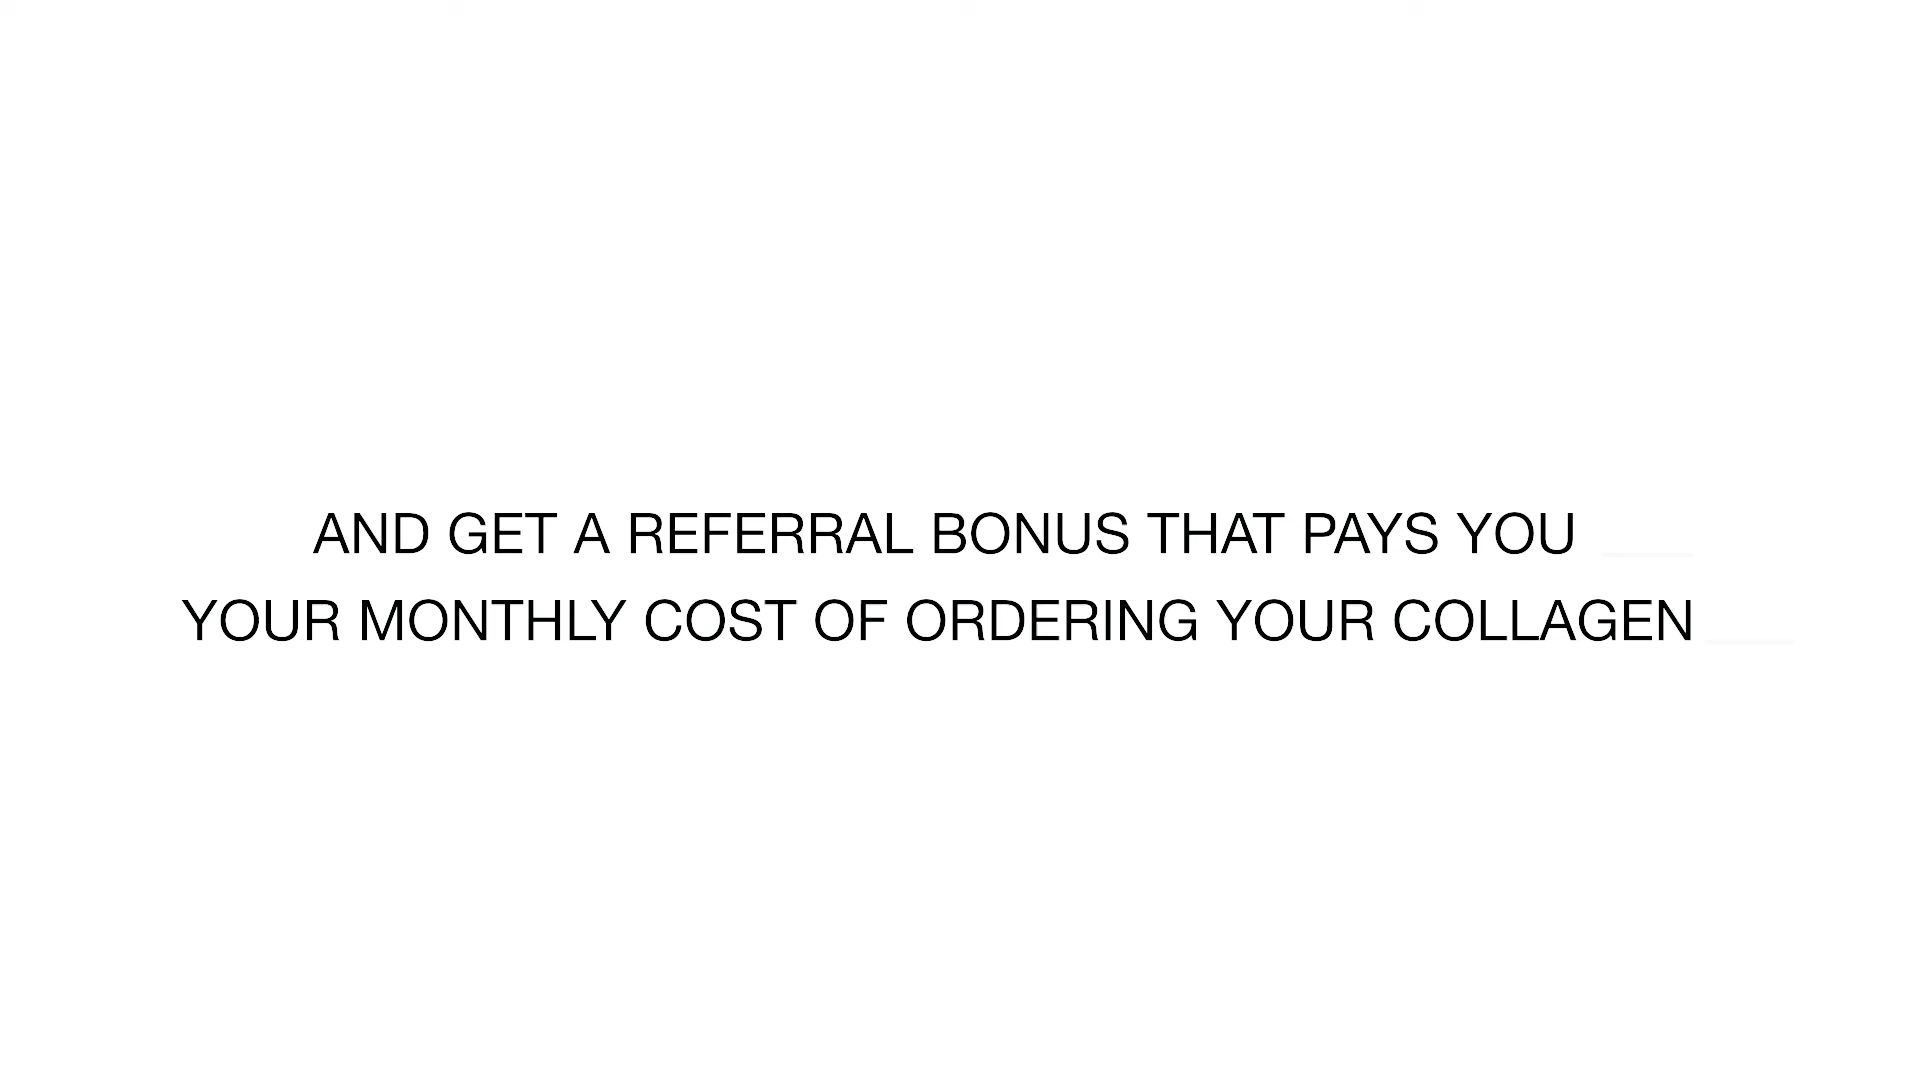 AND GET A REFERRAL BONUS THAT PAYS YOU
YOUR MONTHLY COST OF ORDERING YOUR COLLAGEN